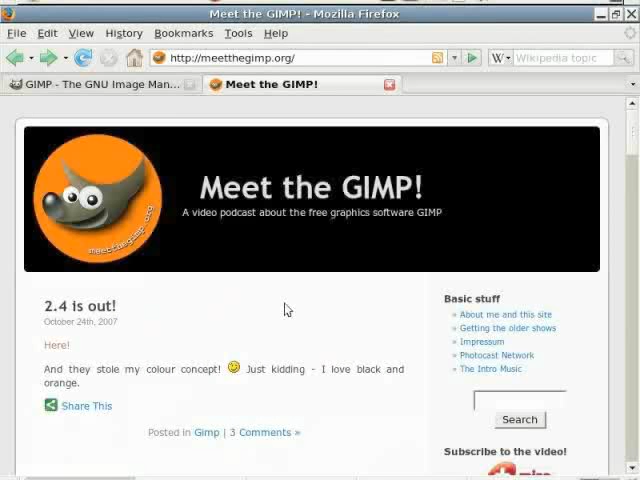 Meet the GIMP! - Mozilla Firefox
File Edit View History Bookmarks Tools Help
http://meetthegimp.org/
W Wikipedia topic
GIMP - The GNU Image Man...
Meet the GIMP!
Meet the GIMP!
A video podcast about the free graphics software GIMP
meetthegimp.org
2.4 is out!
October 24th, 2007
Here!
And they stole my colour concept! Just kidding - I love black and
orange.
Share This
Posted in Gimp | 3 Comments »
Basic stuff
» About me and this site
» Getting the older shows
» Impressum
» Photocast Network
» The Intro Music
Search
Subscribe to the video!